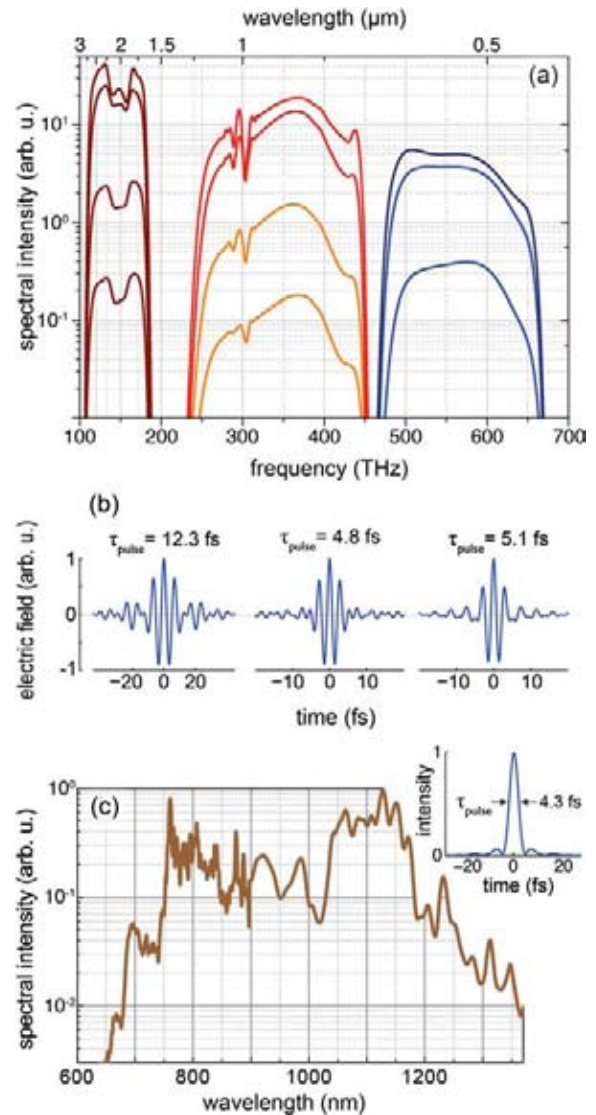 wavelength (µm)
3 2 1.5 1 0.5
(a)
10¹
10⁰
10⁻¹
spectral intensity (arb. u.)
100 200 300 400 500 600 700
frequency (THz)
(b)
τpulse = 12.3 fs τpulse = 4.8 fs τpulse = 5.1 fs
electric field (arb. u.)
1
0
-1
−20 0 20 −10 0 10 −10 0 10
time (fs)
(c)
10⁰
10⁻¹
10⁻²
spectral intensity (arb. u.)
600 800 1000 1200
wavelength (nm)
1
intensity
τpulse 4.3 fs
0
−20 0 20
time (fs)